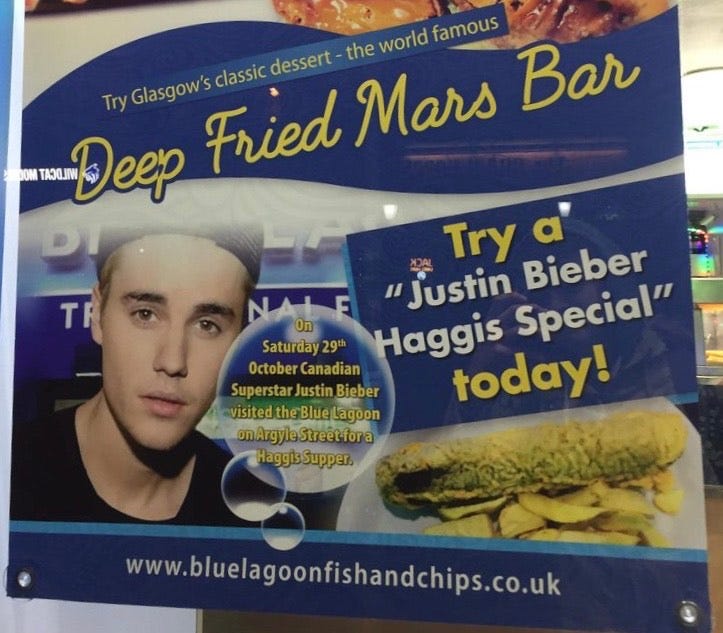 Try Glasgow's classic dessert - the world famous
Deep Fried Mars Bar
WILDCAT
Try a
"Justin Bieber
Haggis Special"
today!
JACK
On
Saturday 29th
October Canadian
Superstar Justin Bieber
visited the Blue Lagoon
on Argyle Street for a
Haggis Supper.
www.bluelagoonfishandchips.co.uk